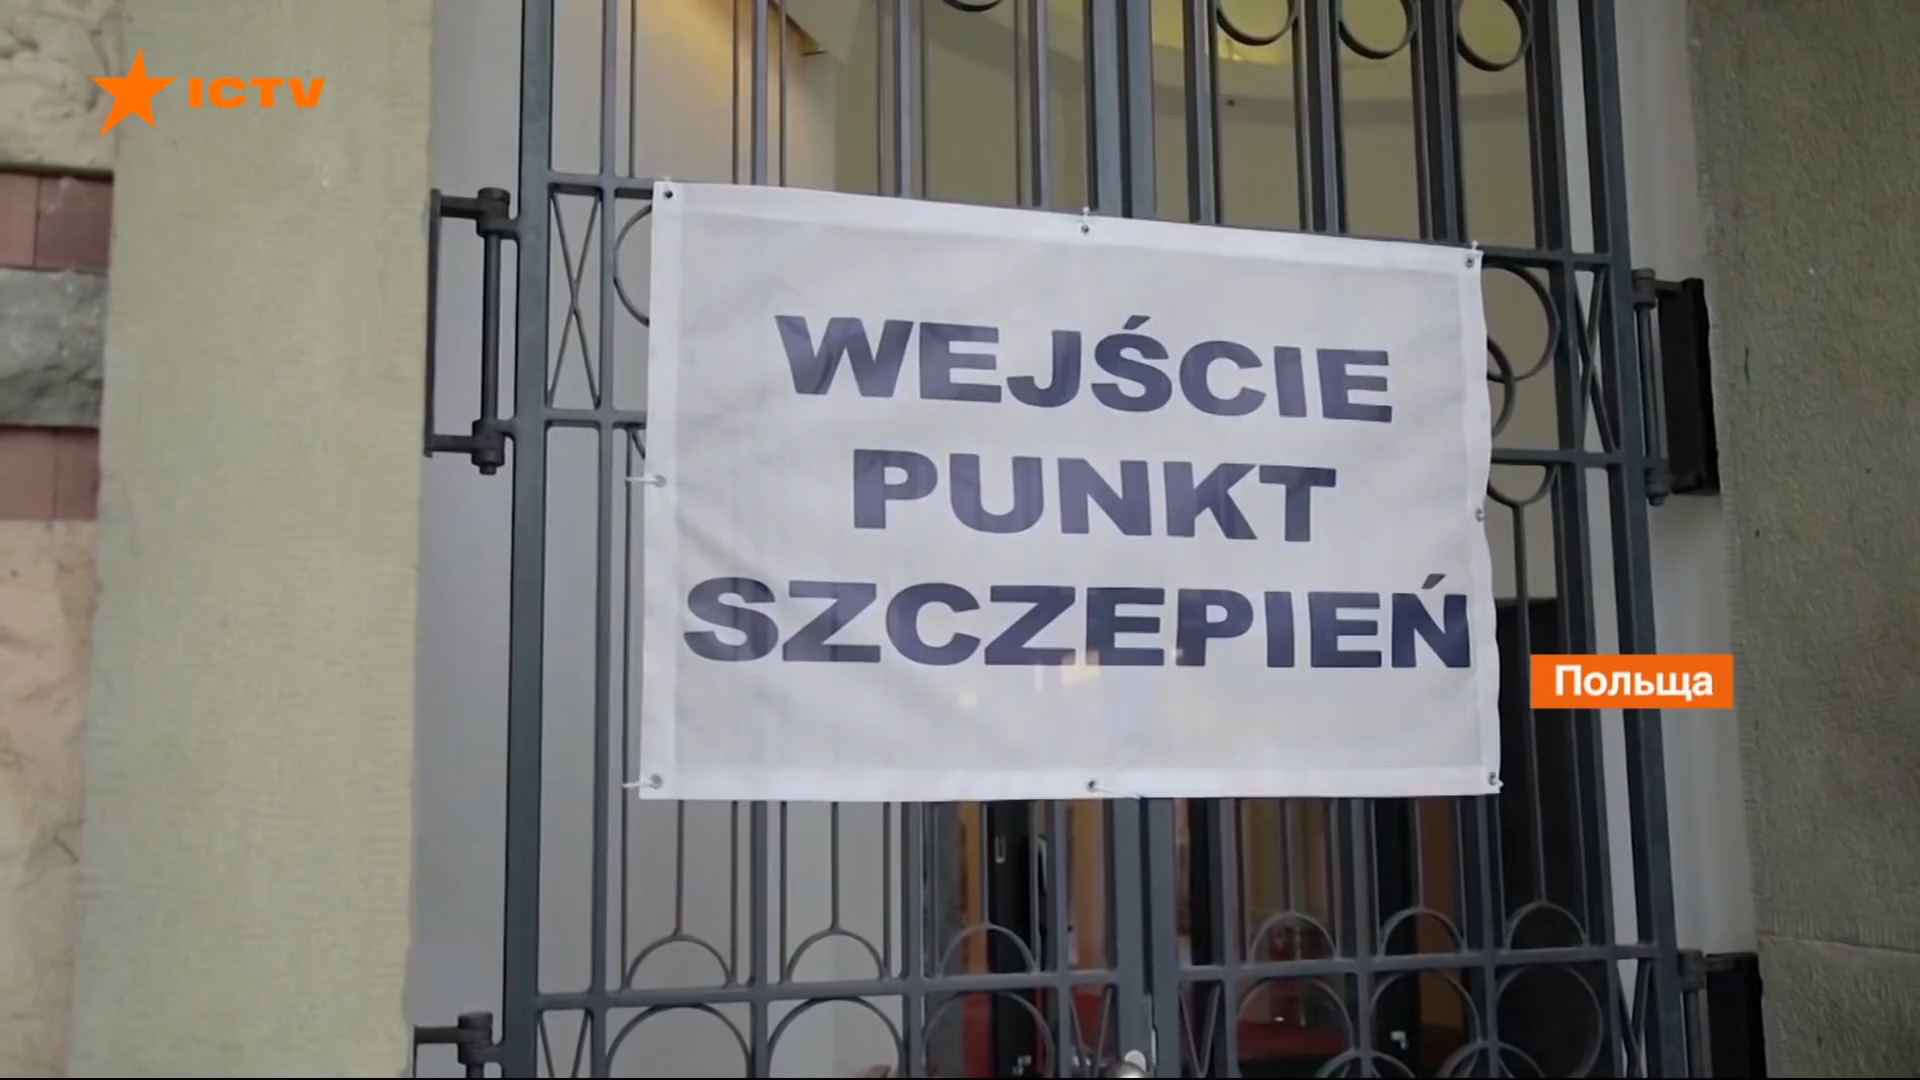 ICTV
WEJŚCIE
PUNKT
SZCZEPIEŃ
Польща